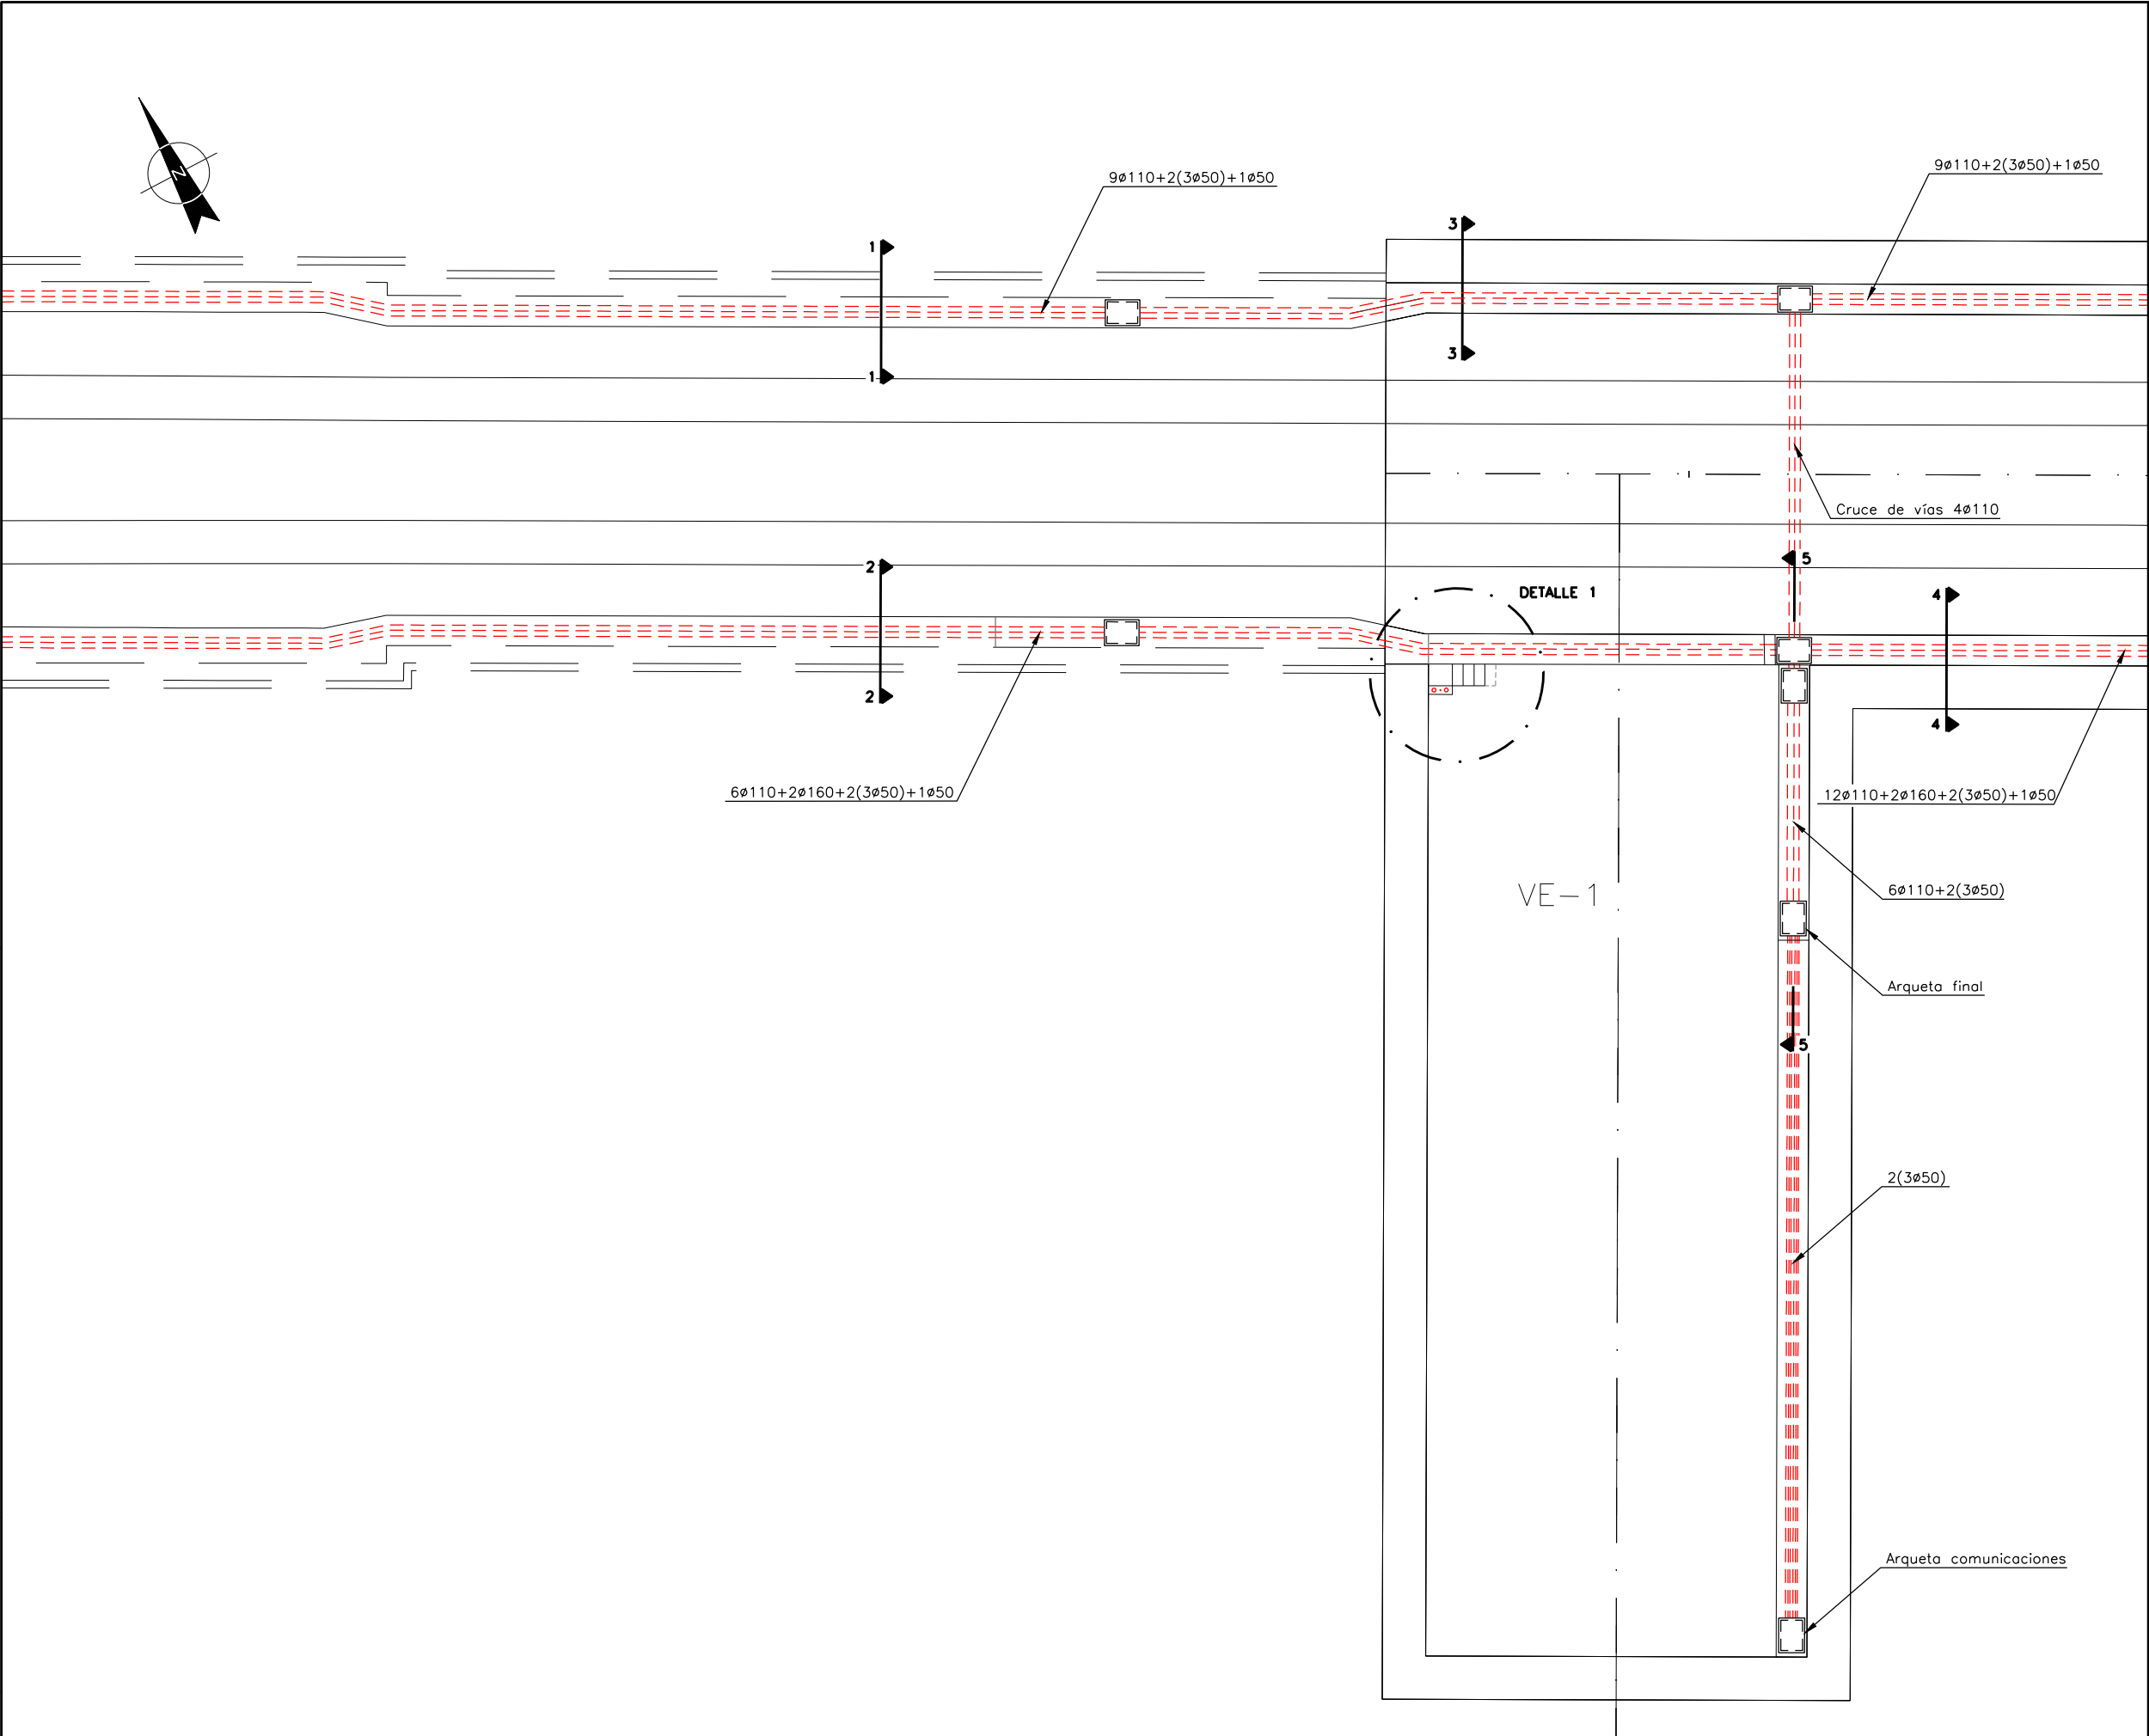 9ø110+2(3ø50)+1ø50
9ø110+2(3ø50)+1ø50
N
3
1
3
1
Cruce de vías 4ø110
5
2
DETALLE 1
4
2
4
6ø110+2ø160+2(3ø50)+1ø50
12ø110+2ø160+2(3ø50)+1ø50
VE-1
6ø110+2(3ø50)
Arqueta final
5
2(3ø50)
Arqueta comunicaciones